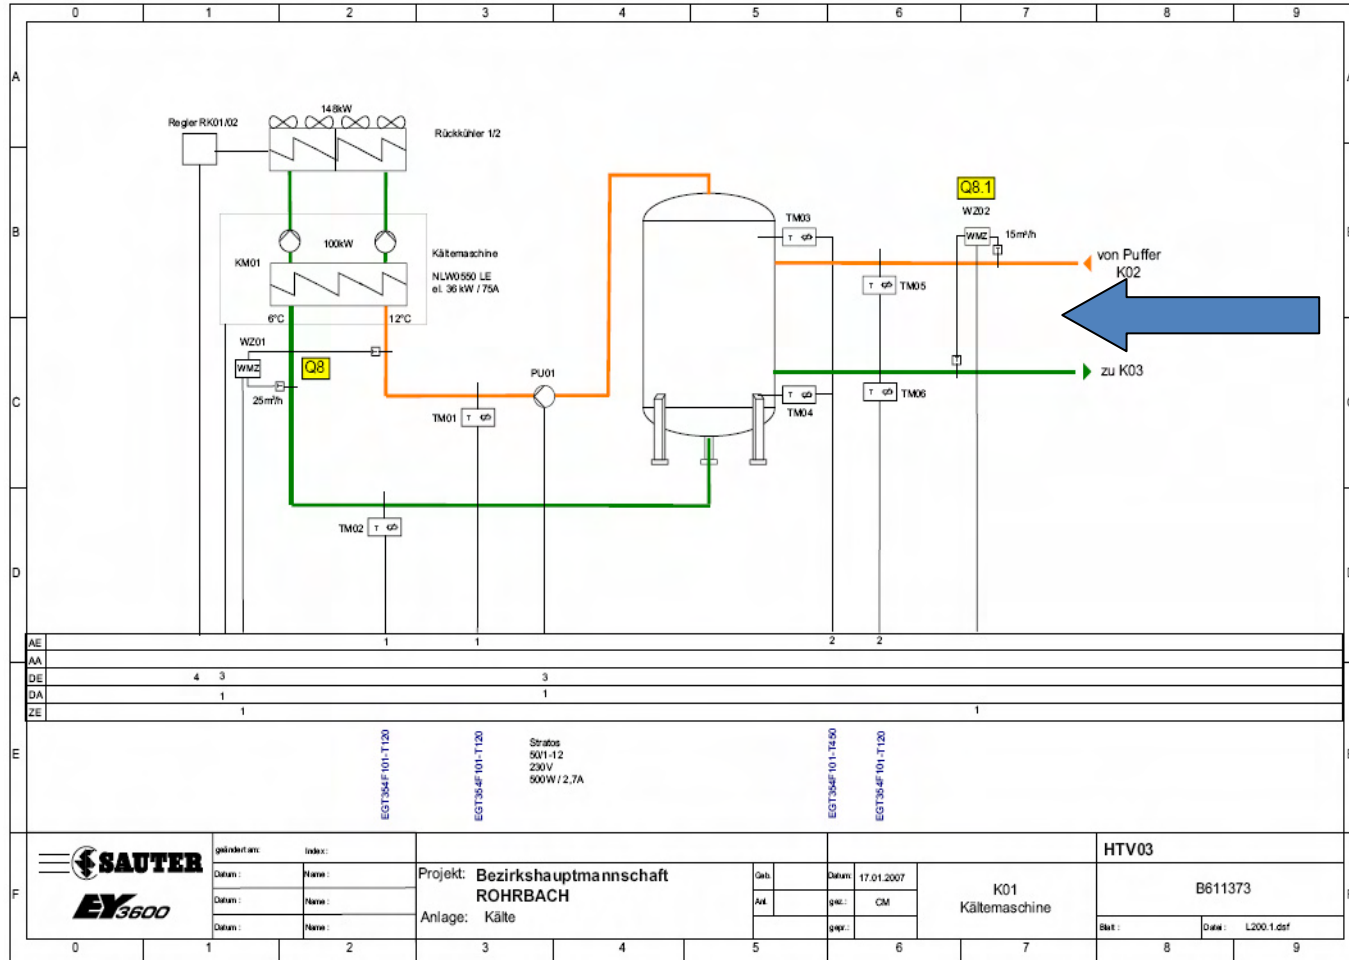 0 1 2 3 4 5 6 7 8 9
A
148kW
Regler RK01/02
Rückkühler 1/2
B
Q8.1
WZ02
TM03
T
WMZ
15m³/h
100kW
Kältemaschine
KM01
NLW0550 LE
el. 36 kW / 75A
von Puffer
K02
T
TM05
6°C
12°C
WZ01
WMZ
Q8
25m³/h
PU01
zu K03
C
TM01
T
T
TM04
T
TM06
TM02
T
D
AE 1 1 2 2
AA
DE 4 3 3
DA 1 1
ZE 1 1
E
EGT354F101-T120
EGT354F101-T120
Stratos
50/1-12
230V
500W / 2,7A
EGT354F101-T450
EGT354F101-T120
F
SAUTER
EY3600
geändert am: Index:
Datum: Name:
Datum: Name:
Datum: Name:
Projekt: Bezirkshauptmannschaft
ROHRBACH
Anlage: Kälte
Geb.
Anl.
Datum: 17.01.2007
gez.: CM
gepr.:
K01
Kältemaschine
HTV03
B611373
Blatt:
Datei: L200.1.dsf
0 1 2 3 4 5 6 7 8 9